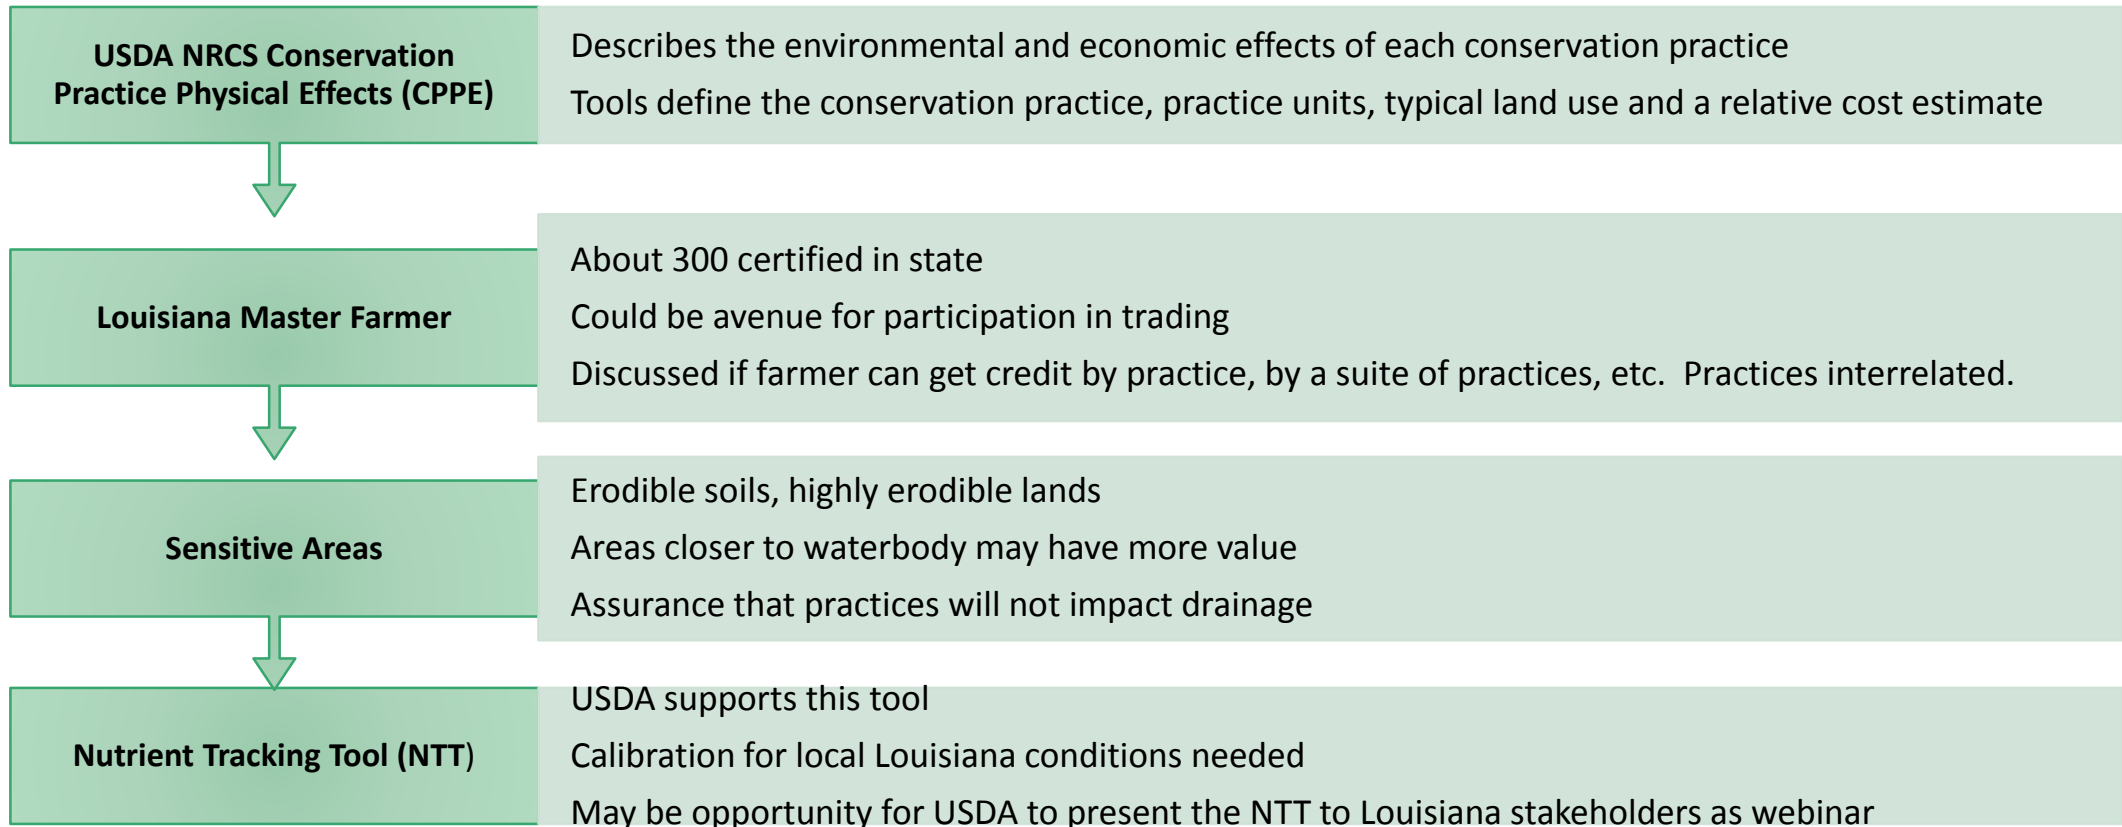 USDA NRCS Conservation
Practice Physical Effects (CPPE)
Describes the environmental and economic effects of each conservation practice
Tools define the conservation practice, practice units, typical land use and a relative cost estimate
Louisiana Master Farmer
About 300 certified in state
Could be avenue for participation in trading
Discussed if farmer can get credit by practice, by a suite of practices, etc.  Practices interrelated.
Sensitive Areas
Erodible soils, highly erodible lands
Areas closer to waterbody may have more value
Assurance that practices will not impact drainage
Nutrient Tracking Tool (NTT)
USDA supports this tool
Calibration for local Louisiana conditions needed
May be opportunity for USDA to present the NTT to Louisiana stakeholders as webinar